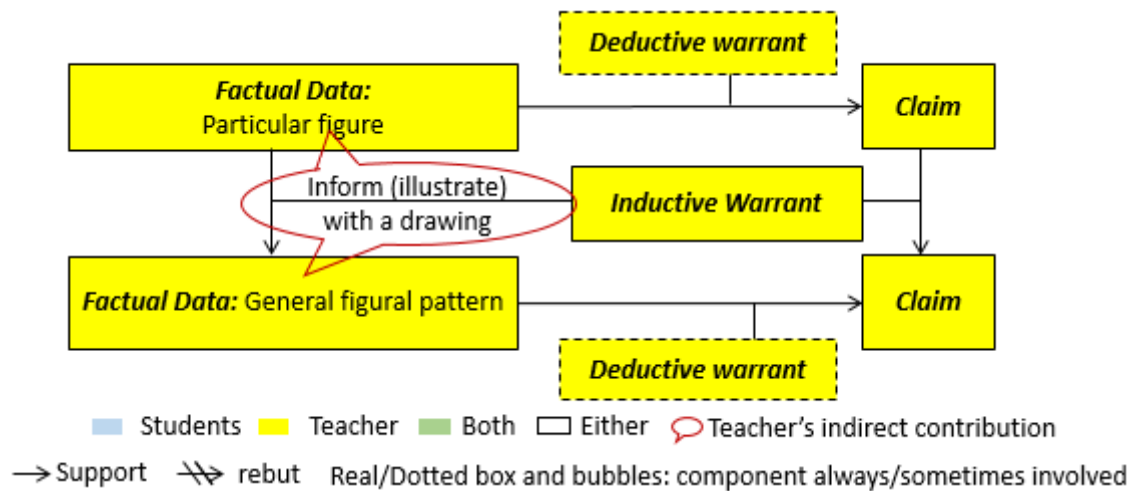 Deductive warrant
Factual Data:
Particular figure
Claim
Inform (illustrate)
with a drawing
Inductive Warrant
Factual Data: General figural pattern
Claim
Deductive warrant
Students Teacher Both Either Teacher's indirect contribution
Support rebut Real/Dotted box and bubbles: component always/sometimes involved